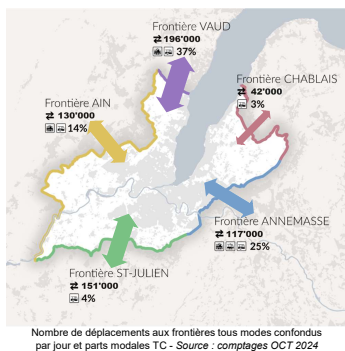 Frontière VAUD
⇄ 196'000
37%
Frontière CHABLAIS
⇄ 42'000
3%
Frontière AIN
⇄ 130'000
14%
Frontière ANNEMASSE
⇄ 117'000
25%
Frontière ST-JULIEN
⇄ 151'000
4%
Nombre de déplacements aux frontières tous modes confondus
par jour et parts modales TC - Source : comptages OCT 2024